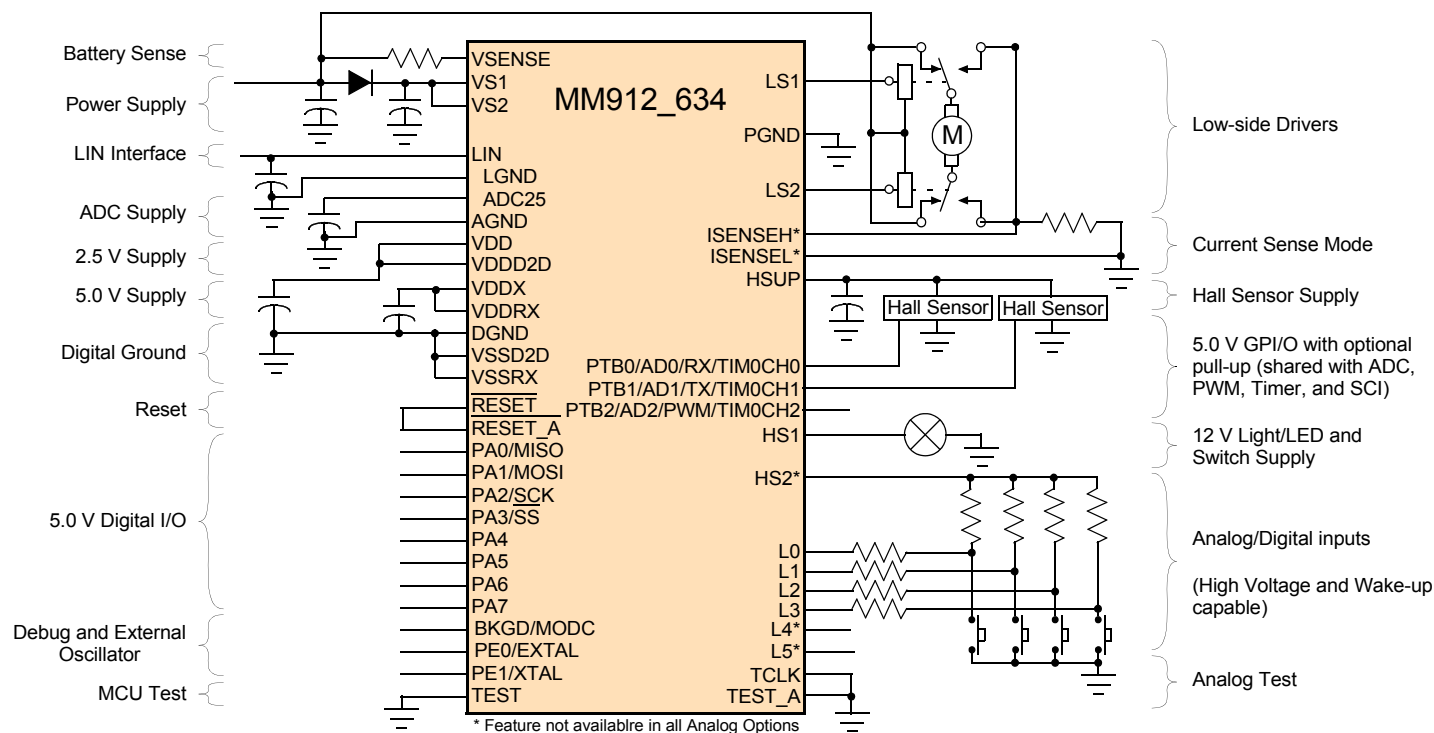 Battery Sense
Power Supply
LIN Interface
ADC Supply
2.5 V Supply
5.0 V Supply
Digital Ground
Reset
5.0 V Digital I/O
Debug and External
Oscillator
MCU Test
MM912_634
VSENSE
VS1
VS2
LIN
LGND
ADC25
AGND
VDD
VDDD2D
VDDX
VDDRX
DGND
VSSD2D
VSSRX
RESET
RESET_A
PA0/MISO
PA1/MOSI
PA2/SCK
PA3/SS
PA4
PA5
PA6
PA7
BKGD/MODC
PE0/EXTAL
PE1/XTAL
TEST
LS1
PGND
LS2
ISENSEH*
ISENSEL*
HSUP
PTB0/AD0/RX/TIM0CH0
PTB1/AD1/TX/TIM0CH1
PTB2/AD2/PWM/TIM0CH2
HS1
HS2*
L0
L1
L2
L3
L4*
L5*
TCLK
TEST_A
* Feature not availablre in all Analog Options
M
Hall Sensor
Hall Sensor
Low-side Drivers
Current Sense Mode
Hall Sensor Supply
5.0 V GPI/O with optional
pull-up (shared with ADC,
PWM, Timer, and SCI)
12 V Light/LED and
Switch Supply
Analog/Digital inputs
(High Voltage and Wake-up
capable)
Analog Test